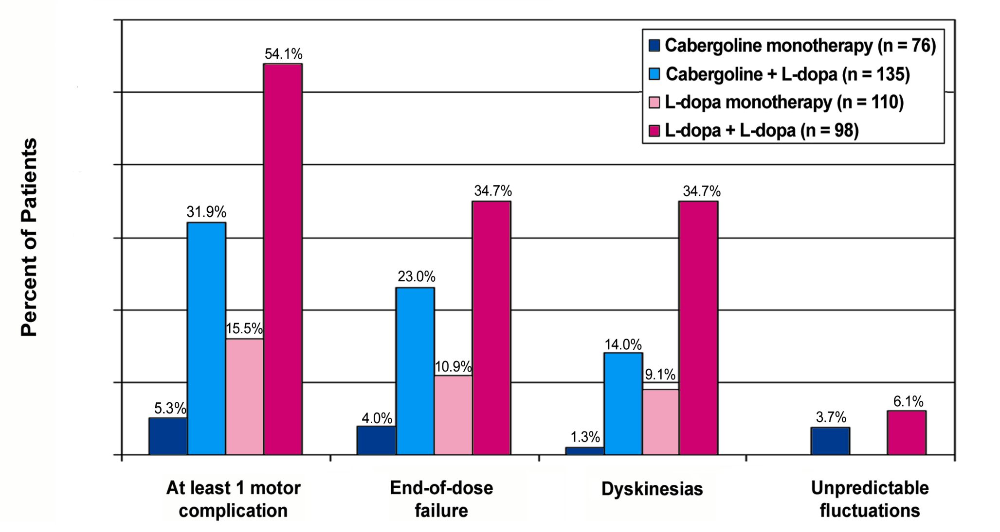 Percent of Patients
Cabergoline monotherapy (n = 76)
Cabergoline + L-dopa (n = 135)
L-dopa monotherapy (n = 110)
L-dopa + L-dopa (n = 98)
5.3%
31.9%
15.5%
54.1%
4.0%
23.0%
10.9%
34.7%
1.3%
14.0%
9.1%
34.7%
3.7%
6.1%
At least 1 motor
complication
End-of-dose
failure
Dyskinesias
Unpredictable
fluctuations